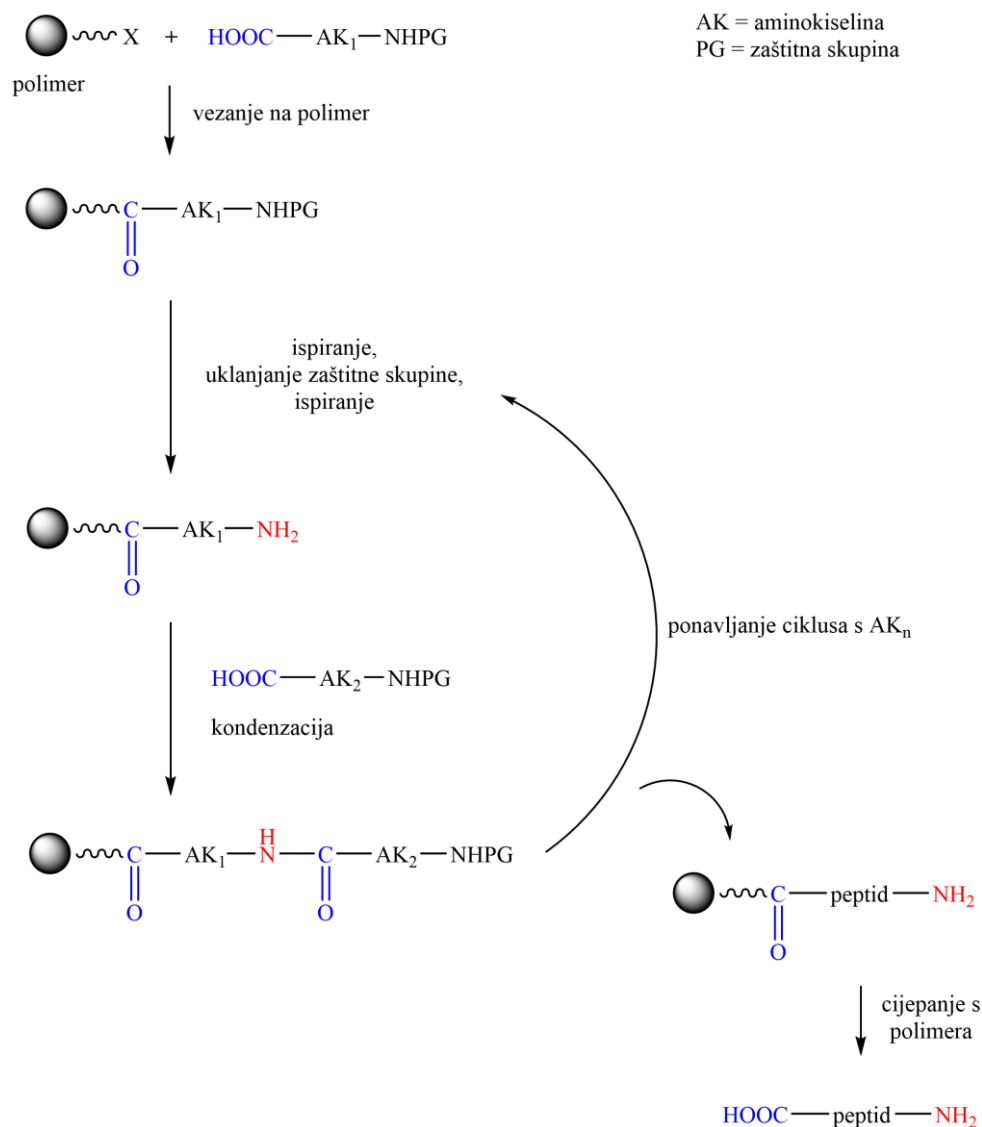 X + HOOC AK₁ NHPG
AK = aminokiselina
PG = zaštitna skupina
polimer
vezanje na polimer
C AK₁ NHPG
O
ispiranje,
uklanjanje zaštitne skupine,
ispiranje
C AK₁ NH₂
O
ponavljanje ciklusa s AKₙ
HOOC AK₂ NHPG
kondenzacija
H
C AK₁ N C AK₂ NHPG
O O
C peptid NH₂
O
cijepanje s
polimera
HOOC peptid NH₂